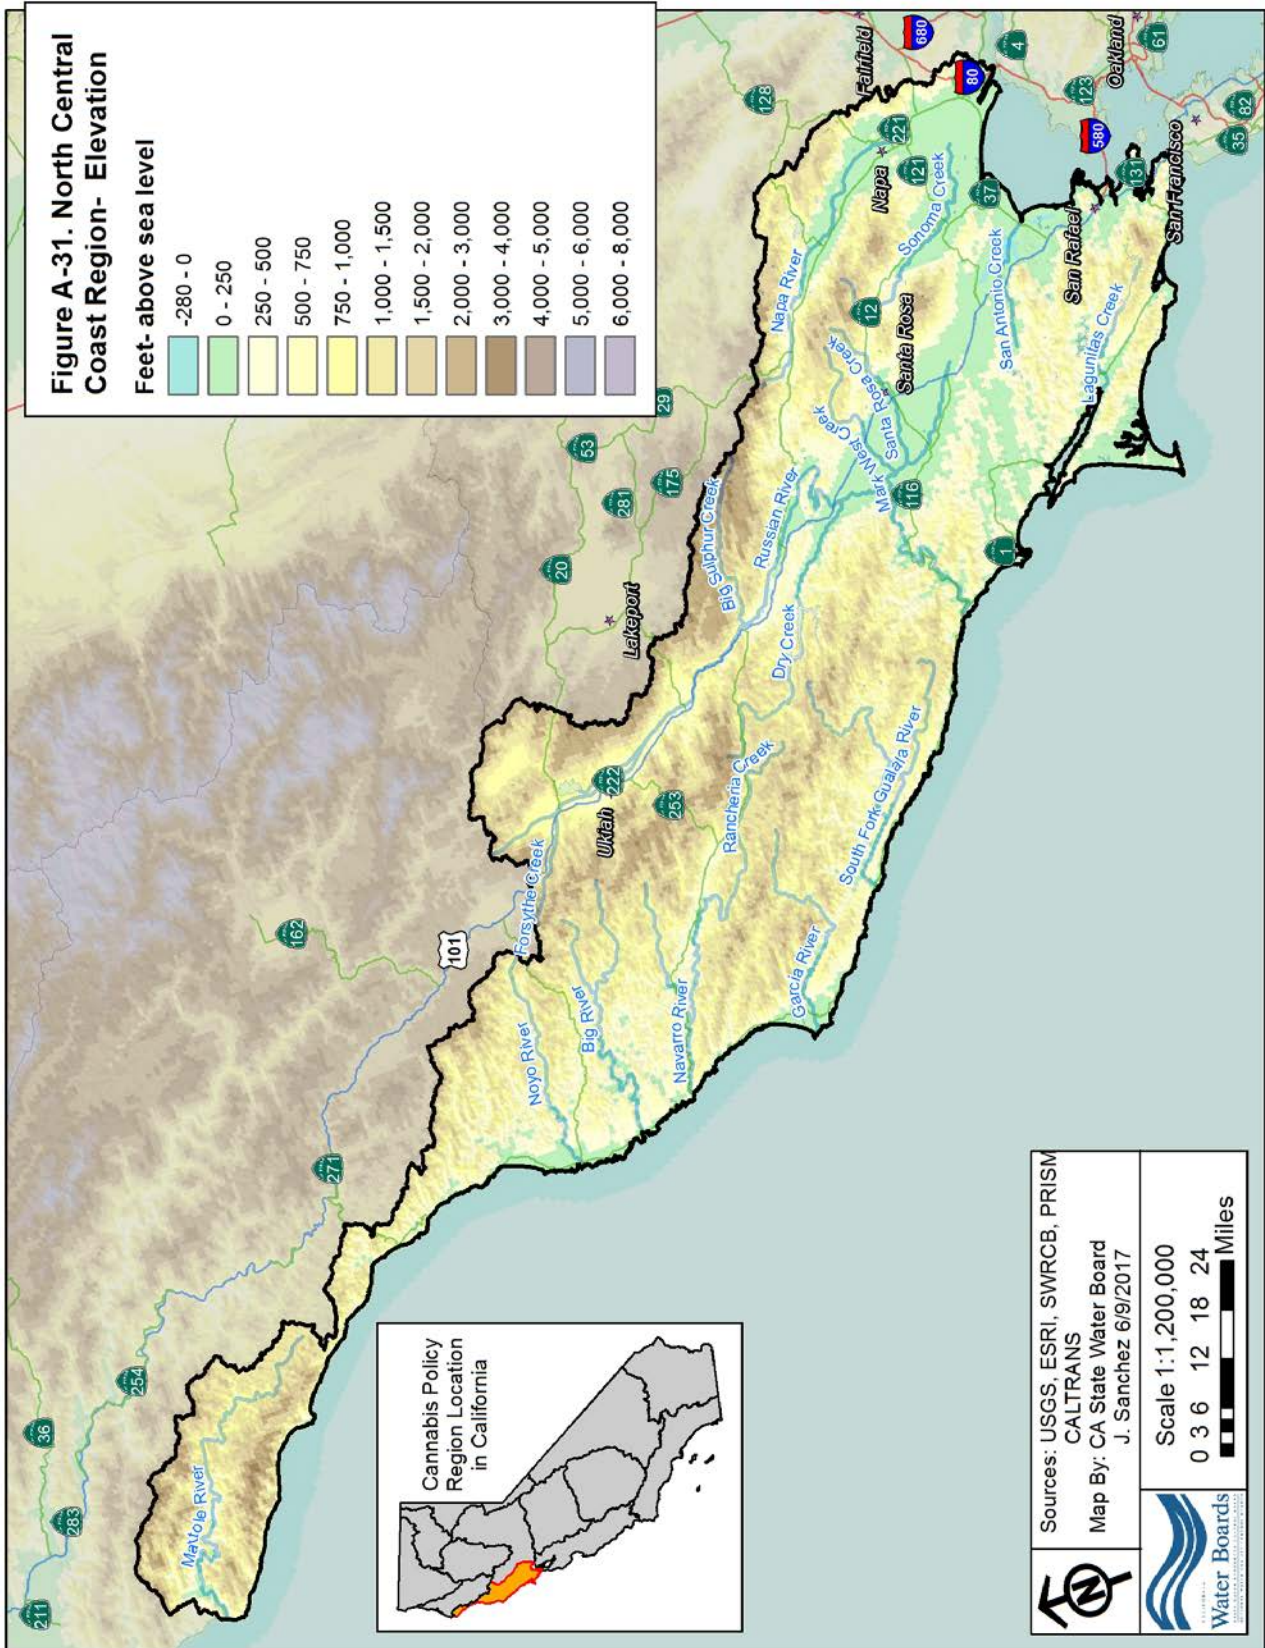 Figure A-31. North Central
Coast Region- Elevation
Feet- above sea level
-280 - 0
0 - 250
250 - 500
500 - 750
750 - 1,000
1,000 - 1,500
1,500 - 2,000
2,000 - 3,000
3,000 - 4,000
4,000 - 5,000
5,000 - 6,000
6,000 - 8,000
211
283
36
254
271
101
162
20
53
281
175
29
128
680
4
80
221
121
37
12
123
580
61
131
82
35
116
1
222
253
Fairfield
Napa
Oakland
San Francisco
San Rafael
Santa Rosa
Lakeport
Ukiah
Mattole River
Noyo River
Big River
Navarro River
Garcia River
Forsythe Creek
Rancheria Creek
South Fork Gualala River
Dry Creek
Russian River
Big Sulphur Creek
Mark West Creek
Santa Rosa Creek
Napa River
Sonoma Creek
San Antonio Creek
Lagunitas Creek
Cannabis Policy
Region Location
in California
N
Sources: USGS, ESRI, SWRCB, PRISM
CALTRANS
Map By: CA State Water Board
J. Sanchez 6/9/2017
CALIFORNIA
Water Boards
Scale 1:1,200,000
0 3 6 12 18 24
Miles